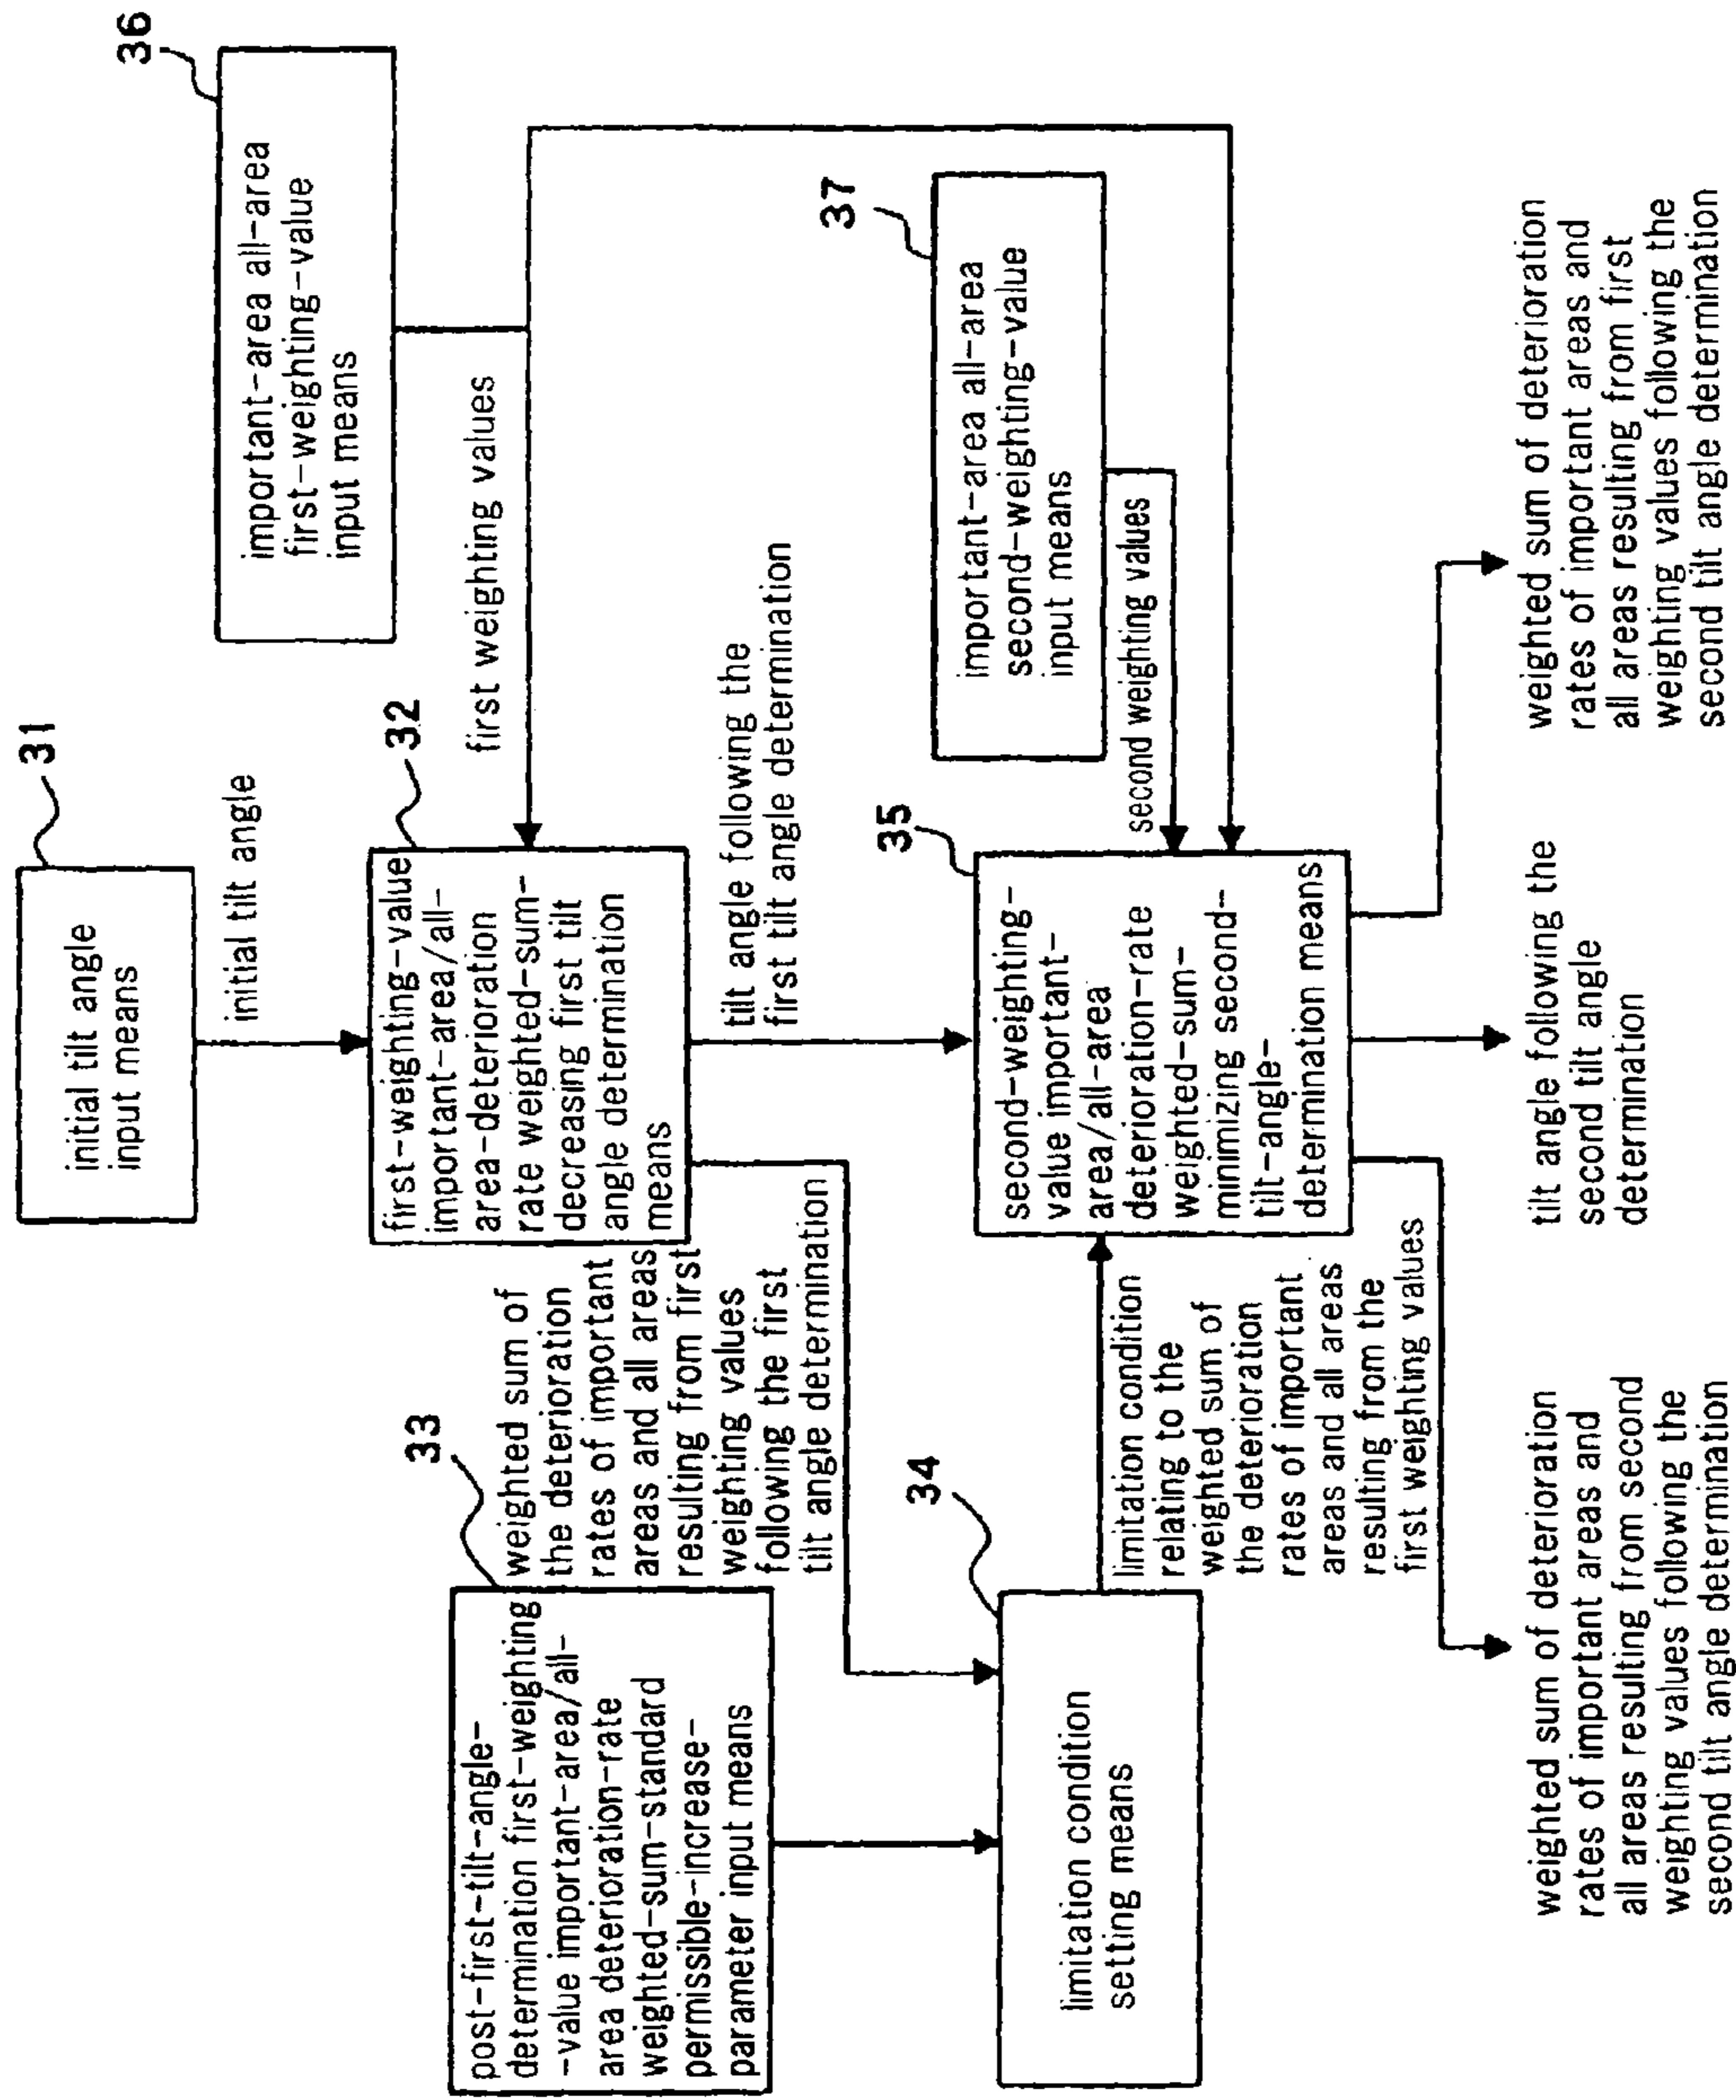 31
initial tilt angle
input means
initial tilt angle
36
important-area all-area
first-weighting-value
input means
first weighting values
32
first-weighting-value
important-area/all-
area-deterioration
rate weighted-sum-
decreasing first tilt
angle determination
means
33
post-first-tilt-angle-
determination first-weighting
-value important-area/all-
area deterioration-rate
weighted-sum-standard
permissible-increase-
parameter input means
weighted sum of
the deterioration
rates of important
areas and all areas
resulting from first
weighting values
following the first
tilt angle determination
tilt angle following the
first tilt angle determination
37
important-area all-area
second-weighting-value
input means
second weighting values
34
limitation condition
setting means
limitation condition
relating to the
weighted sum of
the deterioration
rates of important
areas and all areas
resulting from the
first weighting values
35
second-weighting-
value important-
area/all-area
deterioration-rate
weighted-sum-
minimizing second-
tilt-angle-
determination means
weighted sum of deterioration
rates of important areas and
all areas resulting from second
weighting values following the
second tilt angle determination
tilt angle following the
second tilt angle
determination
weighted sum of deterioration
rates of important areas and
all areas resulting from first
weighting values following the
second tilt angle determination